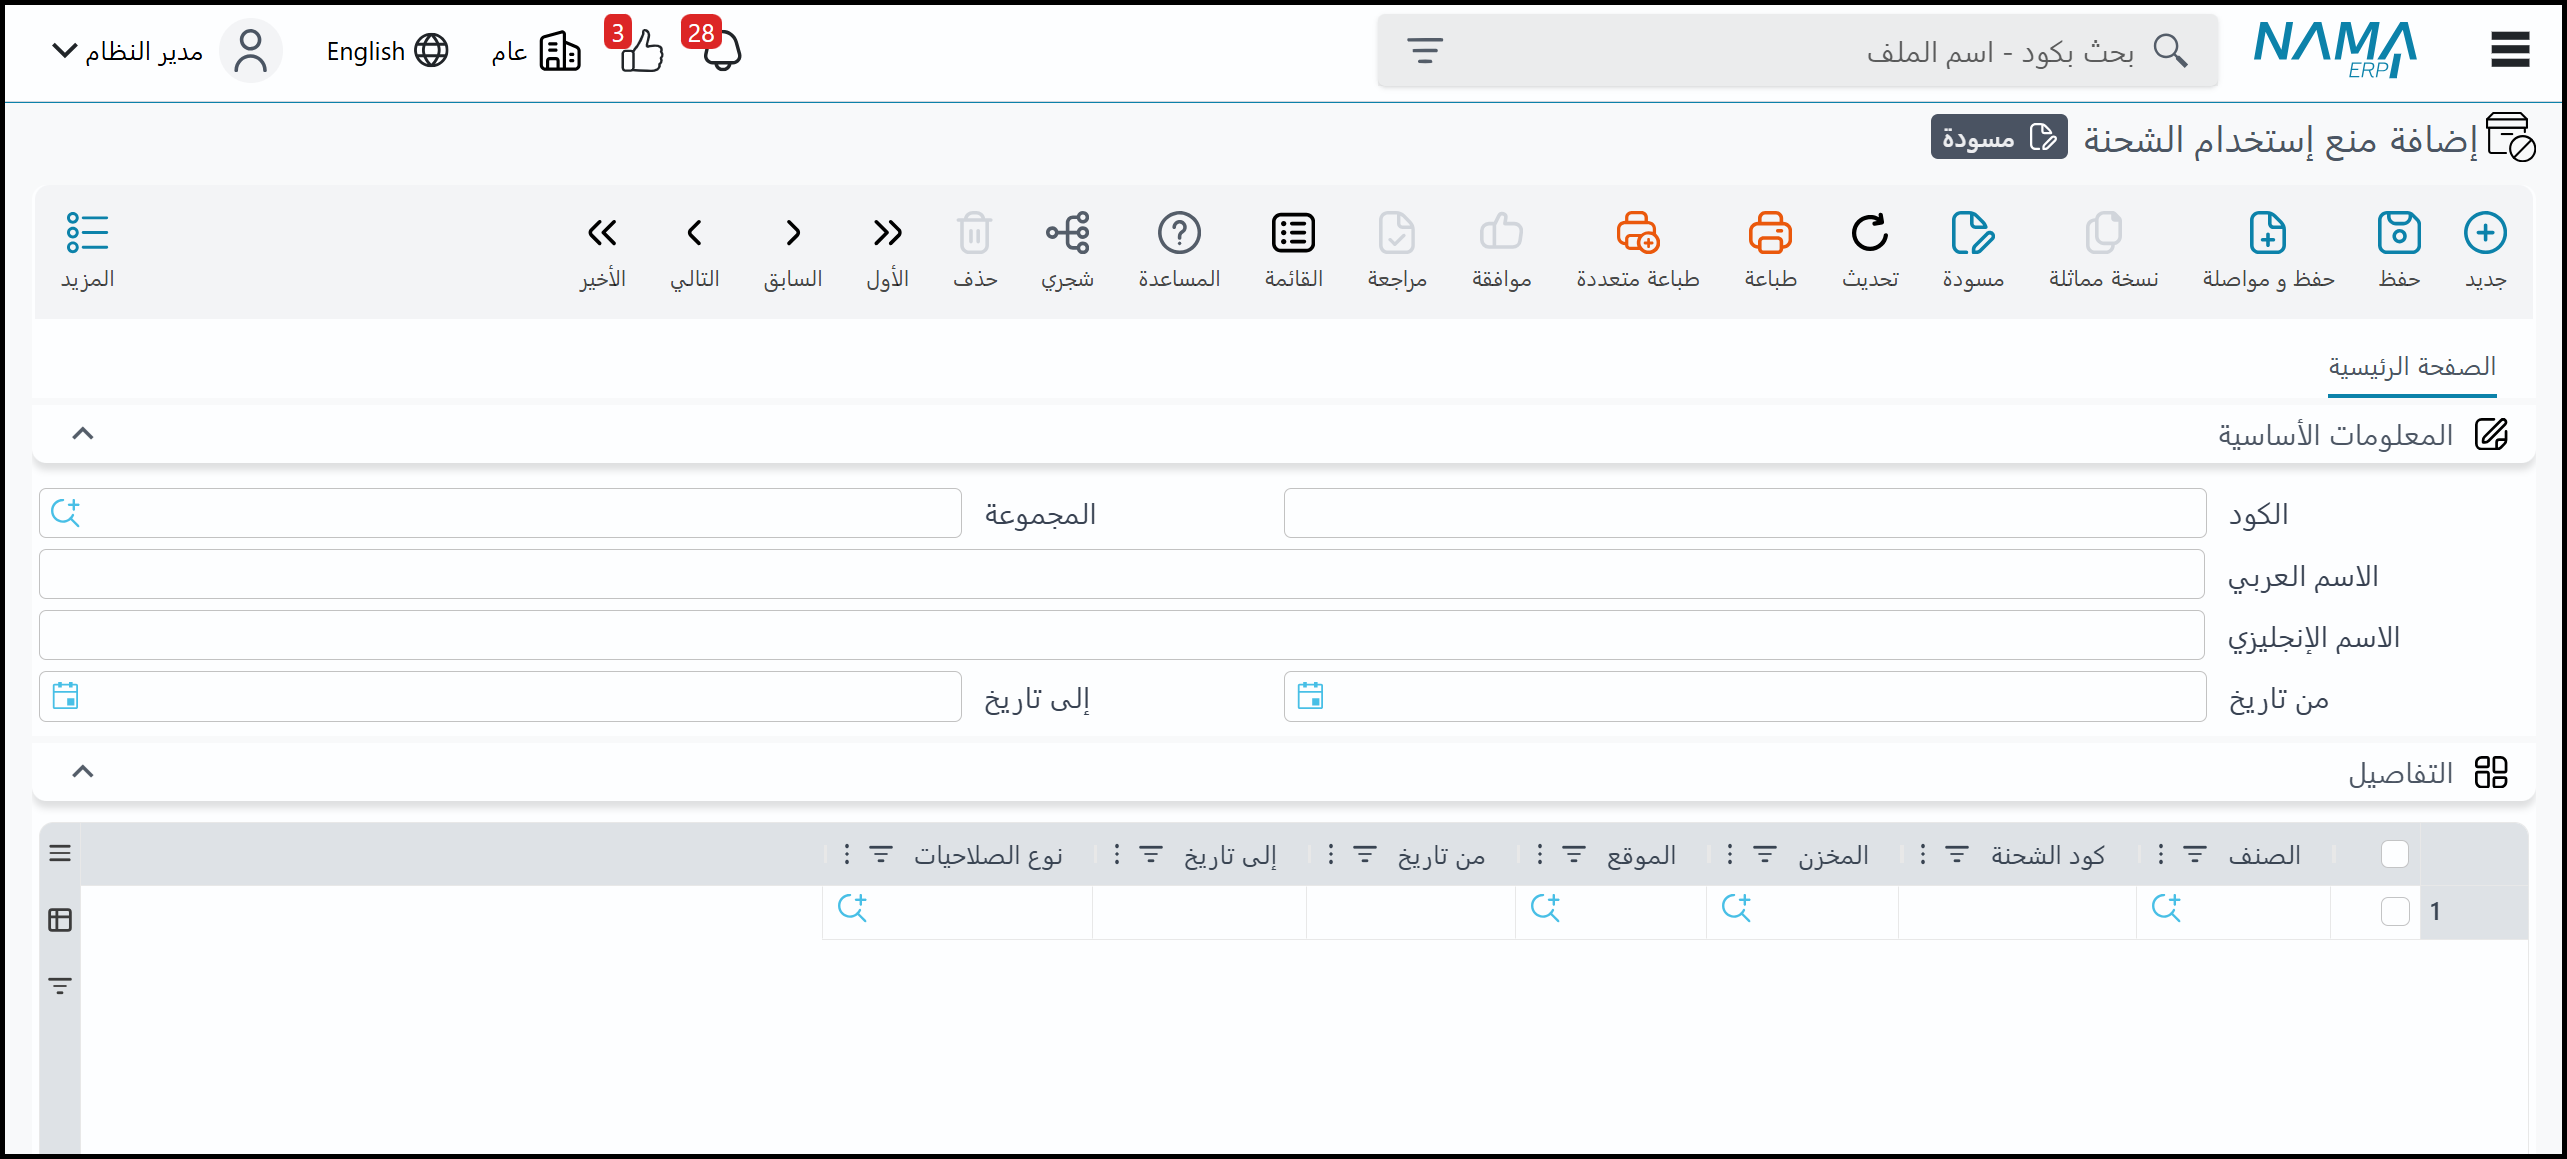 NAMA ERP
بحث بكود - اسم الملف
28
3
عام
English
مدير النظام
إضافة منع إستخدام الشحنة
مسودة
جديد
حفظ
حفظ و مواصلة
نسخة مماثلة
مسودة
تحديث
طباعة
طباعة متعددة
موافقة
مراجعة
القائمة
المساعدة
شجري
حذف
الأول
السابق
التالي
الأخير
المزيد
الصفحة الرئيسية
المعلومات الأساسية
الكود
المجموعة
الاسم العربي
الاسم الإنجليزي
من تاريخ
إلى تاريخ
التفاصيل
الصنف
كود الشحنة
المخزن
الموقع
من تاريخ
إلى تاريخ
نوع الصلاحيات
1